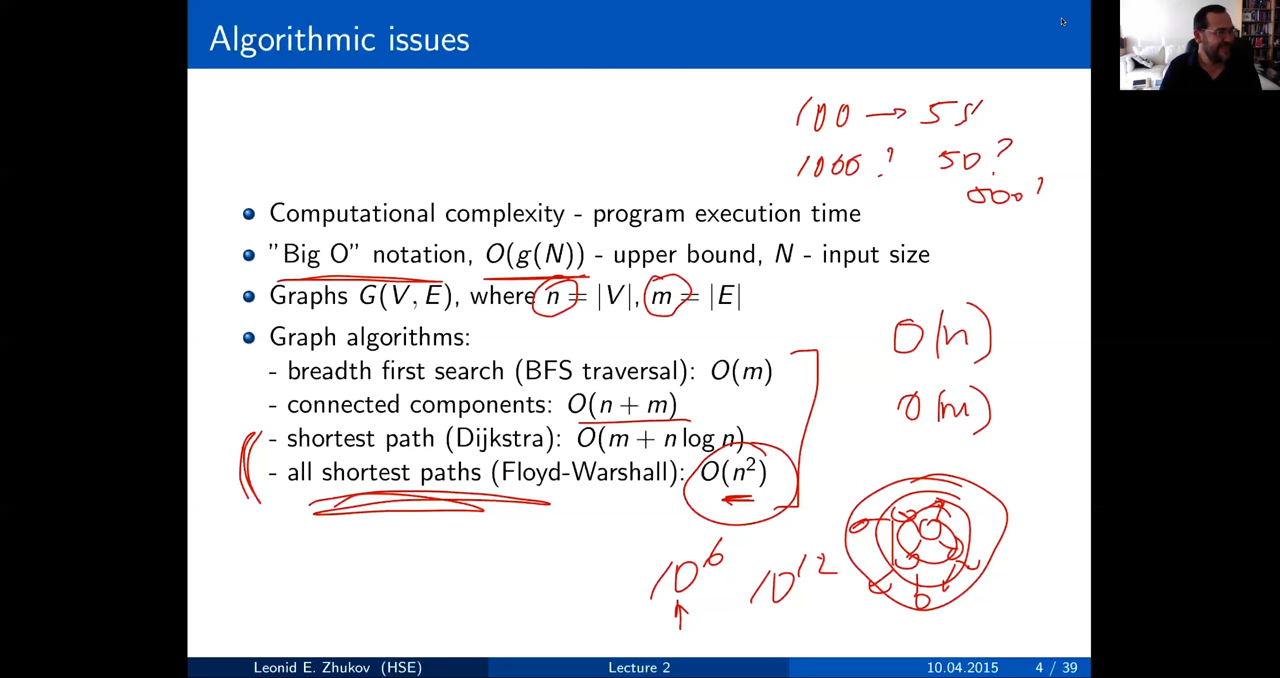 Algorithmic issues
100 → 55
1000 ? 50 ?
500 ?
• Computational complexity - program execution time
• "Big O" notation, O(g(N)) - upper bound, N - input size
• Graphs G(V, E), where n = |V|, m = |E|
• Graph algorithms:
- breadth first search (BFS traversal): O(m)
- connected components: O(n + m)
- shortest path (Dijkstra): O(m + n log n)
- all shortest paths (Floyd-Warshall): O(n²)
O(n)
O(m)
10⁶ 10¹²
Leonid E. Zhukov (HSE) Lecture 2 10.04.2015 4 / 39